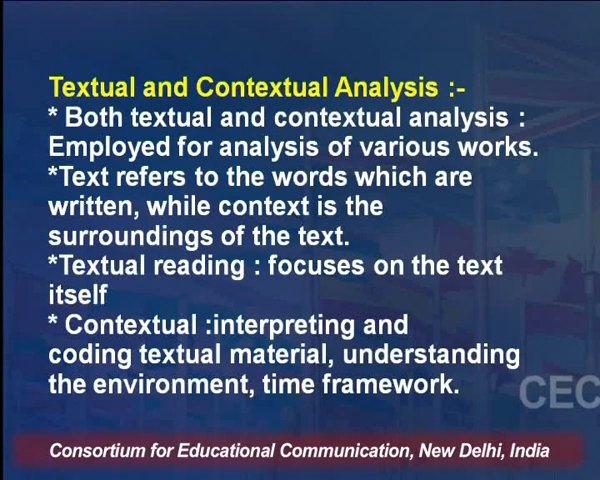 Textual and Contextual Analysis :-
* Both textual and contextual analysis :
Employed for analysis of various works.
*Text refers to the words which are
written, while context is the
surroundings of the text.
*Textual reading : focuses on the text
itself
* Contextual :interpreting and
coding textual material, understanding
the environment, time framework.
CEC
Consortium for Educational Communication, New Delhi, India